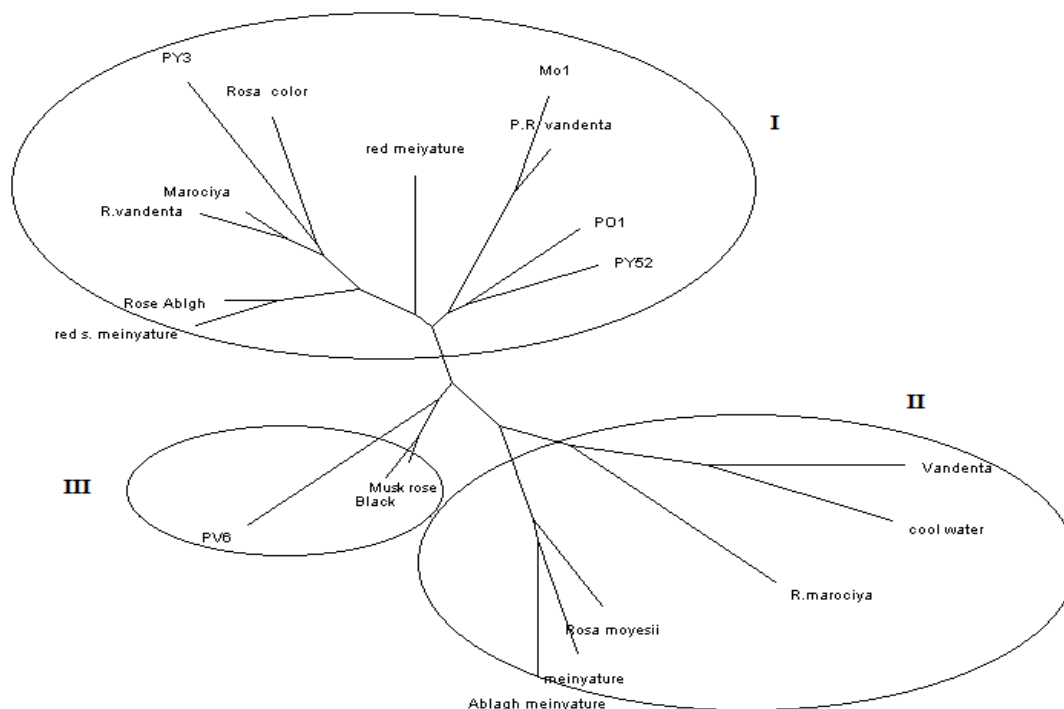 PY3
Mo1
Rosa color
I
P.R. vandenta
red meiyature
Marociya
R.vandenta
PO1
PY52
Rose Ablgh
red s. meinyature
II
Vandenta
III
Musk rose
Black
cool water
PV6
R.marociya
Rosa moyesii
meinyature
Ablagh meinvature